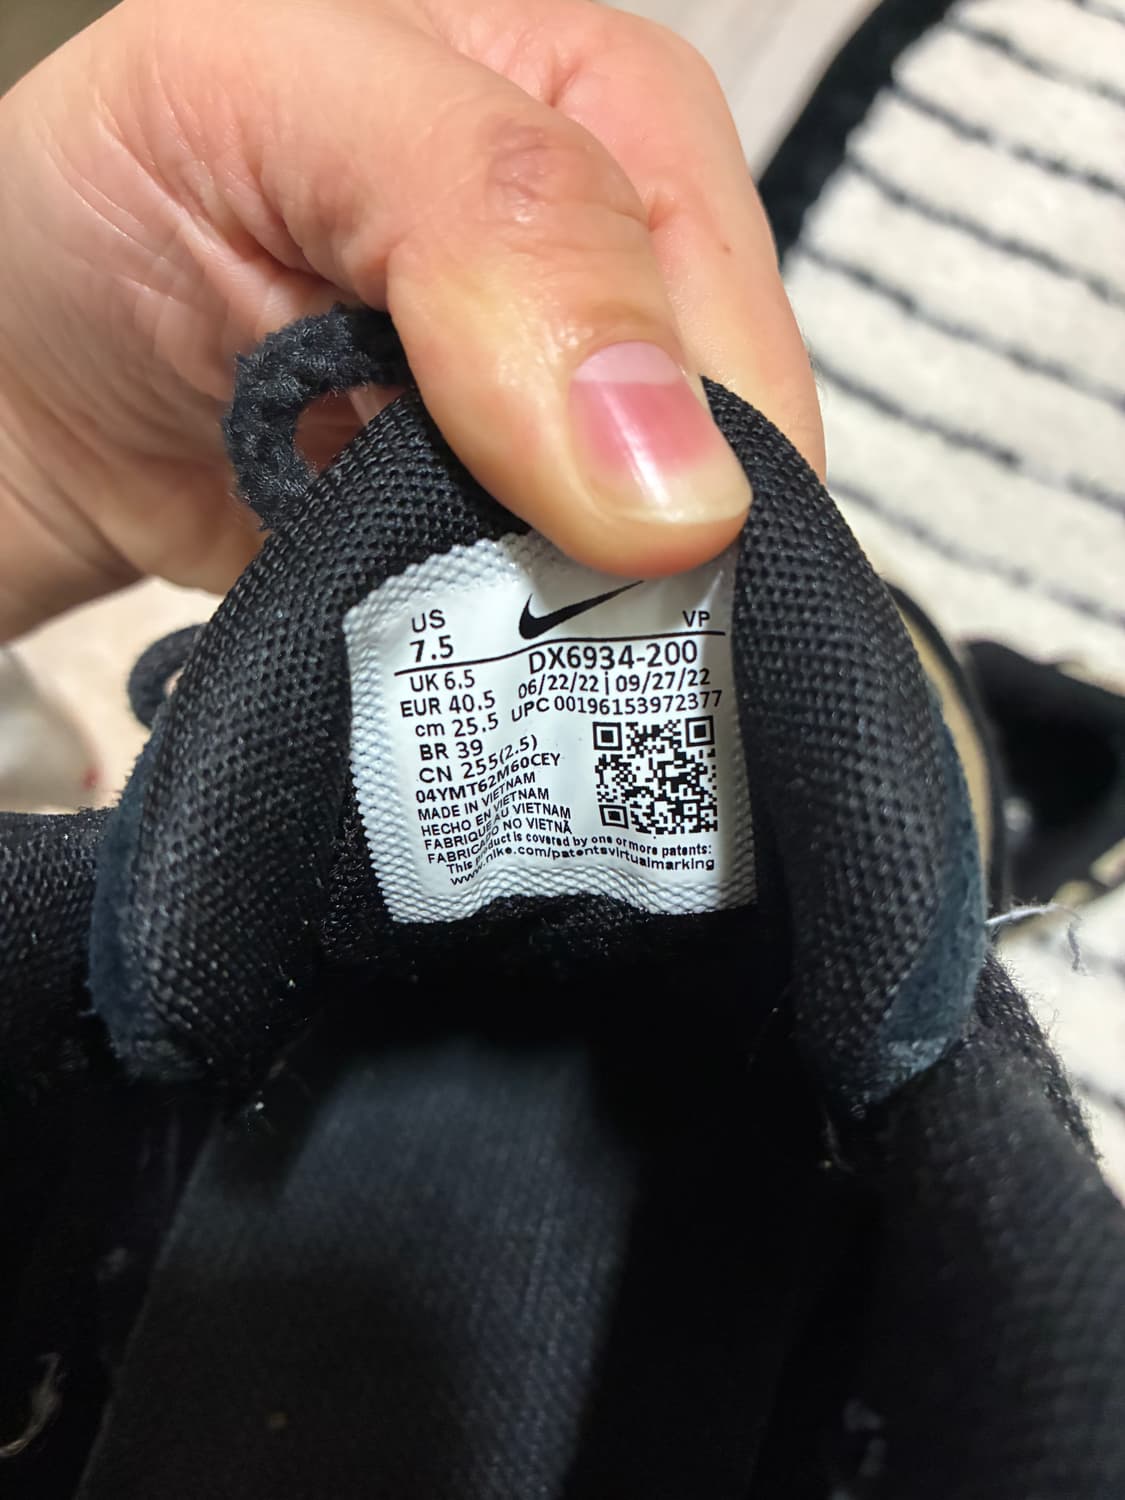 US
7.5
UK 6.5
EUR 40.5
cm 25.5
BR 39
CN 255(2.5)
04YMT62M60CEY
MADE IN VIETNAM
HECHO EN VIETNAM
FABRIQUE AU VIETNAM
FABRICADO NO VIETNÃ
VP
DX6934-200
06/22/22 | 09/27/22
UPC 00196153972377
This product is covered by one or more patents:
www.nike.com/patentsvirtualmarking